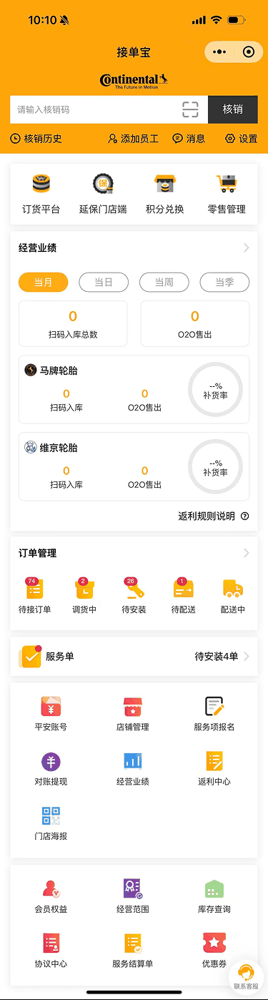 10:10
接单宝
Continental
The Future in Motion
请输入核销码
核销
核销历史 添加员工 消息 设置
订货平台 延保门店端 积分兑换 零售管理
保
经营业绩
当月 当日 当周 当季
0 0
扫码入库总数 O2O售出
马牌轮胎
0 0 --%
扫码入库 O2O售出 补货率
维京轮胎
0 0 --%
扫码入库 O2O售出 补货率
返利规则说明
订单管理
74 2 26 1
待接订单 调货中 待安装 待配送 配送中
服务单 待安装4单
平安账号 店铺管理 服务项报名
对账提现 经营业绩 返利中心
门店海报
会员权益 经营范围 库存查询
协议中心 服务结算单 优惠券
联系客服